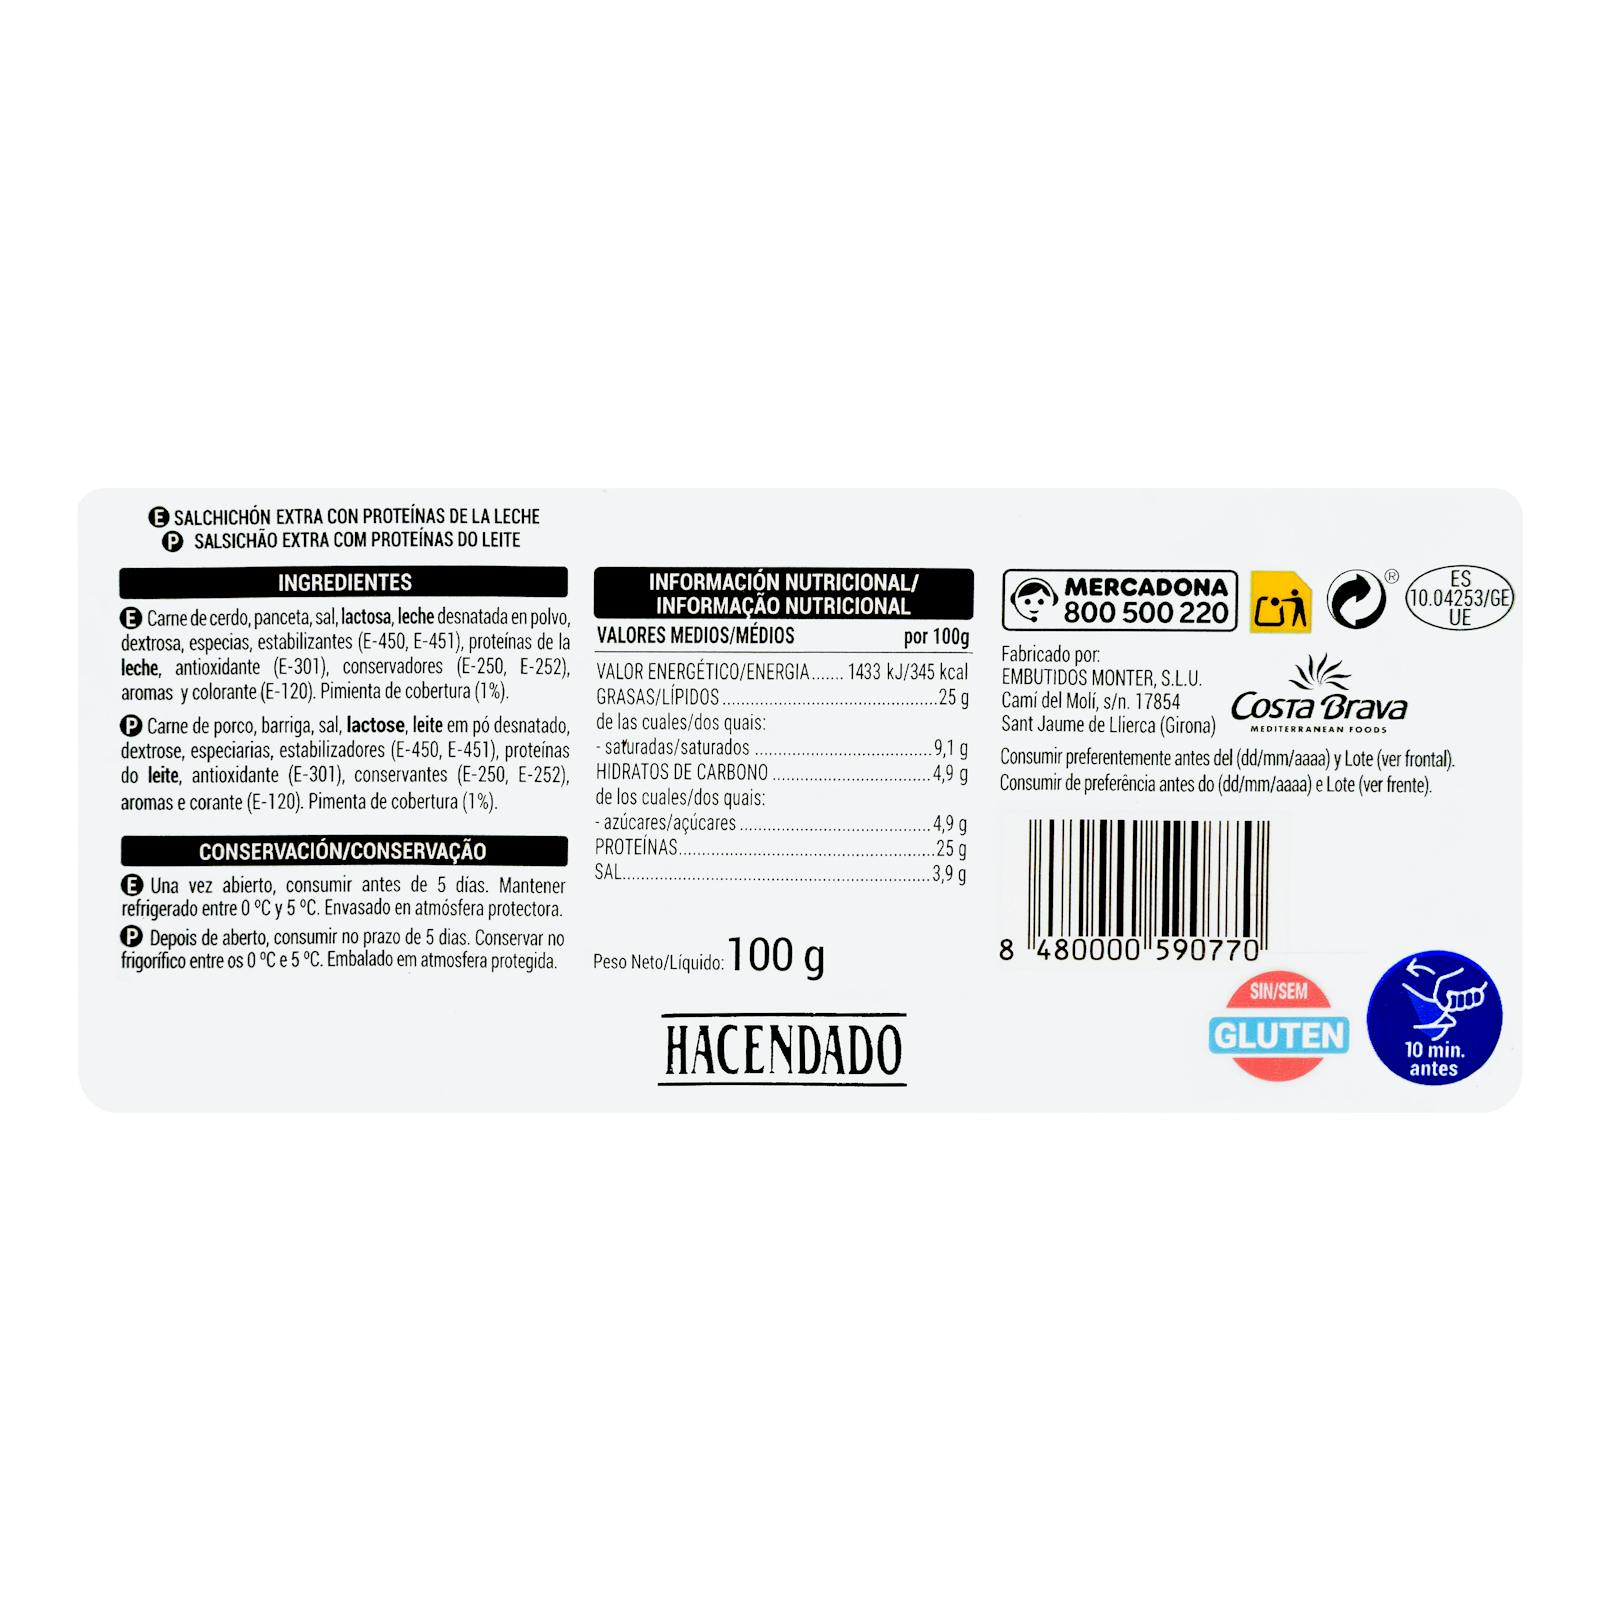 E SALCHICHÓN EXTRA CON PROTEÍNAS DE LA LECHE
P SALSICHÃO EXTRA COM PROTEÍNAS DO LEITE
INGREDIENTES
E Carne de cerdo, panceta, sal, lactosa, leche desnatada en polvo,
dextrosa, especias, estabilizantes (E-450, E-451), proteínas de la
leche, antioxidante (E-301), conservadores (E-250, E-252),
aromas y colorante (E-120). Pimienta de cobertura (1%).
P Carne de porco, barriga, sal, lactose, leite em pó desnatado,
dextrose, especiarias, estabilizadores (E-450, E-451), proteínas
do leite, antioxidante (E-301), conservantes (E-250, E-252),
aromas e corante (E-120). Pimenta de cobertura (1%).
CONSERVACIÓN/CONSERVAÇÃO
E Una vez abierto, consumir antes de 5 días. Mantener
refrigerado entre 0 ºC y 5 ºC. Envasado en atmósfera protectora.
P Depois de aberto, consumir no prazo de 5 dias. Conservar no
frigorífico entre os 0 ºC e 5 ºC. Embalado em atmosfera protegida.
INFORMACIÓN NUTRICIONAL/
INFORMAÇÃO NUTRICIONAL
VALORES MEDIOS/MÉDIOS por 100g
VALOR ENERGÉTICO/ENERGIA....... 1433 kJ/345 kcal
GRASAS/LÍPIDOS ........ 25 g
de las cuales/dos quais:
- saturadas/saturados ........ 9,1 g
HIDRATOS DE CARBONO ........ 4,9 g
de los cuales/dos quais:
- azúcares/açúcares ........ 4,9 g
PROTEÍNAS........ 25 g
SAL........ 3,9 g
Peso Neto/Líquido: 100 g
HACENDADO
MERCADONA
800 500 220
®
ES
10.04253/GE
UE
Fabricado por:
EMBUTIDOS MONTER, S.L.U.
Camí del Molí, s/n. 17854
Sant Jaume de Llierca (Girona)
COSTA BRAVA
MEDITERRANEAN FOODS
Consumir preferentemente antes del (dd/mm/aaaa) y Lote (ver frontal).
Consumir de preferência antes do (dd/mm/aaaa) e Lote (ver frente).
8 480000 590770
SIN/SEM
GLUTEN
10 min.
antes